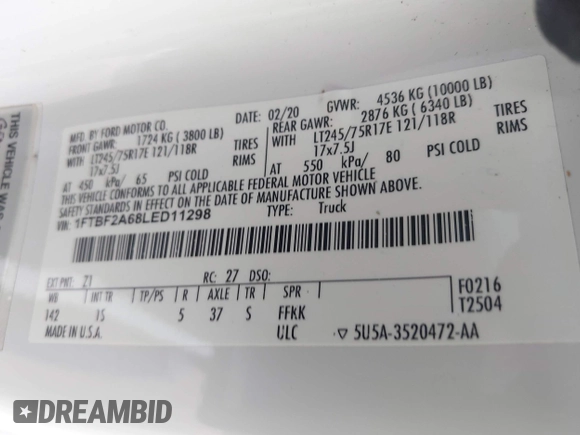 MFD. BY FORD MOTOR CO.
DATE: 02/20 GVWR: 4536 KG (10000 LB)
FRONT GAWR: 1724 KG ( 3800 LB) REAR GAWR: 2876 KG ( 6340 LB)
WITH LT245/75R17E 121/118R TIRES WITH LT245/75R17E 121/118R TIRES
17x7.5J RIMS 17x7.5J RIMS
AT 450 kPa/ 65 PSI COLD AT 550 kPa/ 80 PSI COLD
THIS VEHICLE CONFORMS TO ALL APPLICABLE FEDERAL MOTOR VEHICLE
SAFETY STANDARDS IN EFFECT ON THE DATE OF MANUFACTURE SHOWN ABOVE.
VIN: 1FTBF2A68LED11298 TYPE: Truck
EXT PNT: Z1 RC: 27 DSO:
WB INT TR TP/PS R AXLE TR SPR F0216
142 IS 5 37 S FFKK T2504
MADE IN U.S.A. ULC ▽ 5U5A-3520472-AA
THIS VEHICLE WAS
DREAMBID